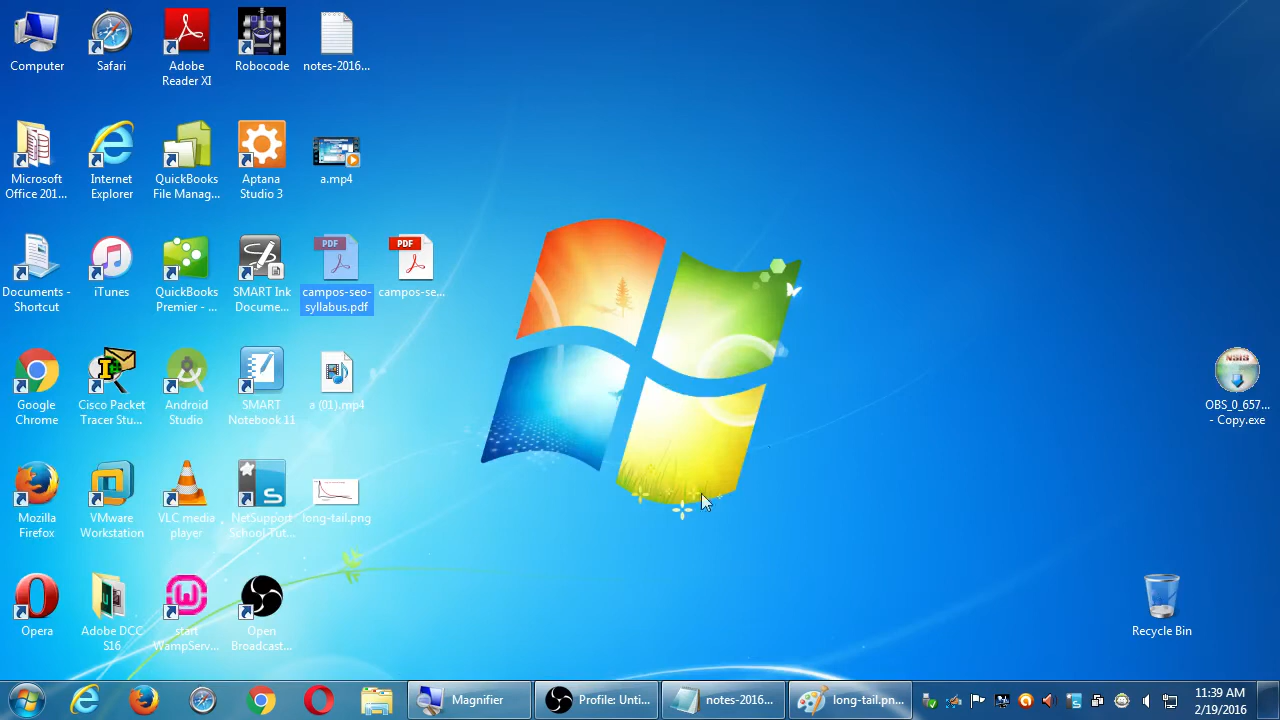 Computer
Safari
Adobe
Reader XI
Robocode
notes-2016...
Microsoft
Office 201...
Internet
Explorer
QuickBooks
File Manag...
Aptana
Studio 3
a.mp4
Documents -
Shortcut
iTunes
QuickBooks
Premier - ...
SMART Ink
Docume...
PDF
campos-seo-
syllabus.pdf
PDF
campos-se...
Google
Chrome
Cisco Packet
Tracer Stu...
Android
Studio
SMART
Notebook 11
a (01).mp4
NSIS
OBS_0_657...
- Copy.exe
Mozilla
Firefox
VMware
Workstation
VLC media
player
NetSupport
School Tut...
long-tail.png
Opera
Adobe DCC
S16
start
WampServ...
Open
Broadcast...
Recycle Bin
Magnifier
Profile: Unti...
notes-2016...
long-tail.pn...
11:39 AM
2/19/2016